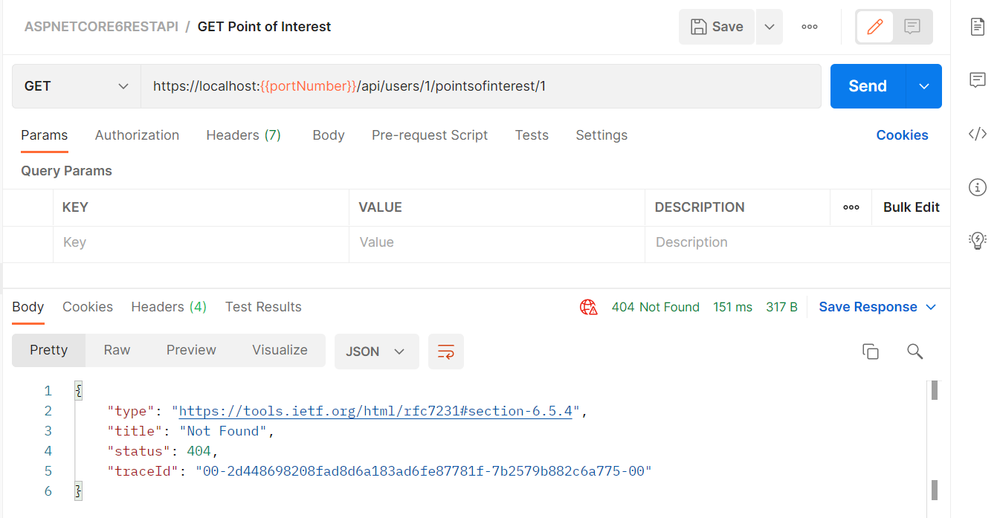 ASPNETCORE6RESTAPI / GET Point of Interest Save
GET https://localhost:{{portNumber}}/api/users/1/pointsofinterest/1 Send
Params Authorization Headers (7) Body Pre-request Script Tests Settings Cookies
Query Params
KEY VALUE DESCRIPTION Bulk Edit
Key Value Description
Body Cookies Headers (4) Test Results 404 Not Found 151 ms 317 B Save Response
Pretty Raw Preview Visualize JSON
1 {
2 "type": "https://tools.ietf.org/html/rfc7231#section-6.5.4",
3 "title": "Not Found",
4 "status": 404,
5 "traceId": "00-2d448698208fad8d6a183ad6fe87781f-7b2579b882c6a775-00"
6 }